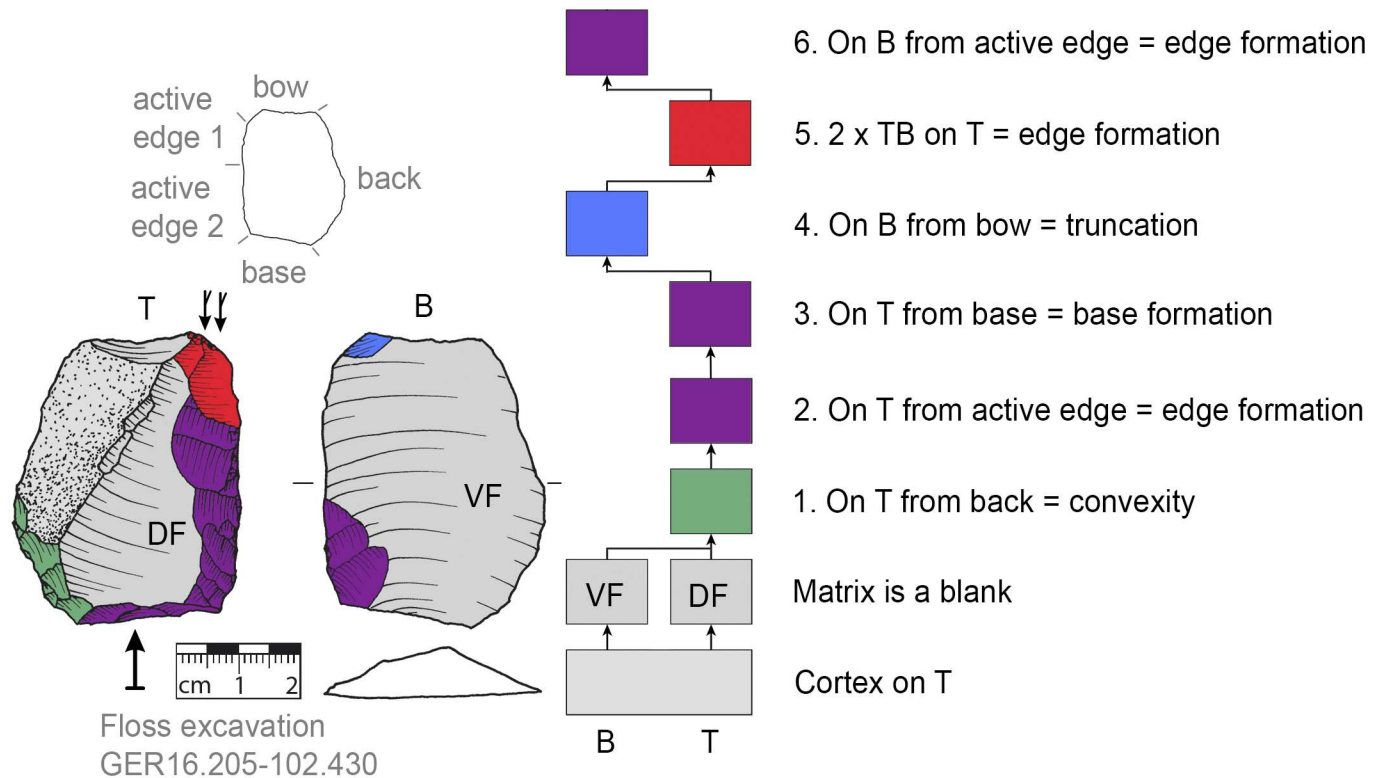 bow
active
edge 1
back
active
edge 2
base
T
B
DF
VF
cm 1 2
Floss excavation
GER16.205-102.430
6. On B from active edge = edge formation
5. 2 x TB on T = edge formation
4. On B from bow = truncation
3. On T from base = base formation
2. On T from active edge = edge formation
1. On T from back = convexity
VF DF Matrix is a blank
Cortex on T
B T